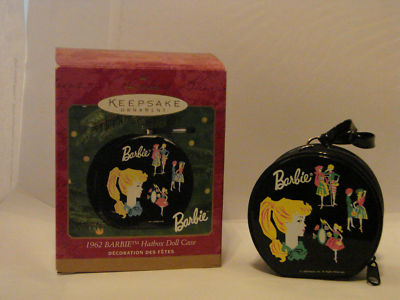 KEEPSAKE
ORNAMENT
Barbie
Barbie
1962 BARBIE™ Hatbox Doll Case
DÉCORATION DES FÊTES
Barbie